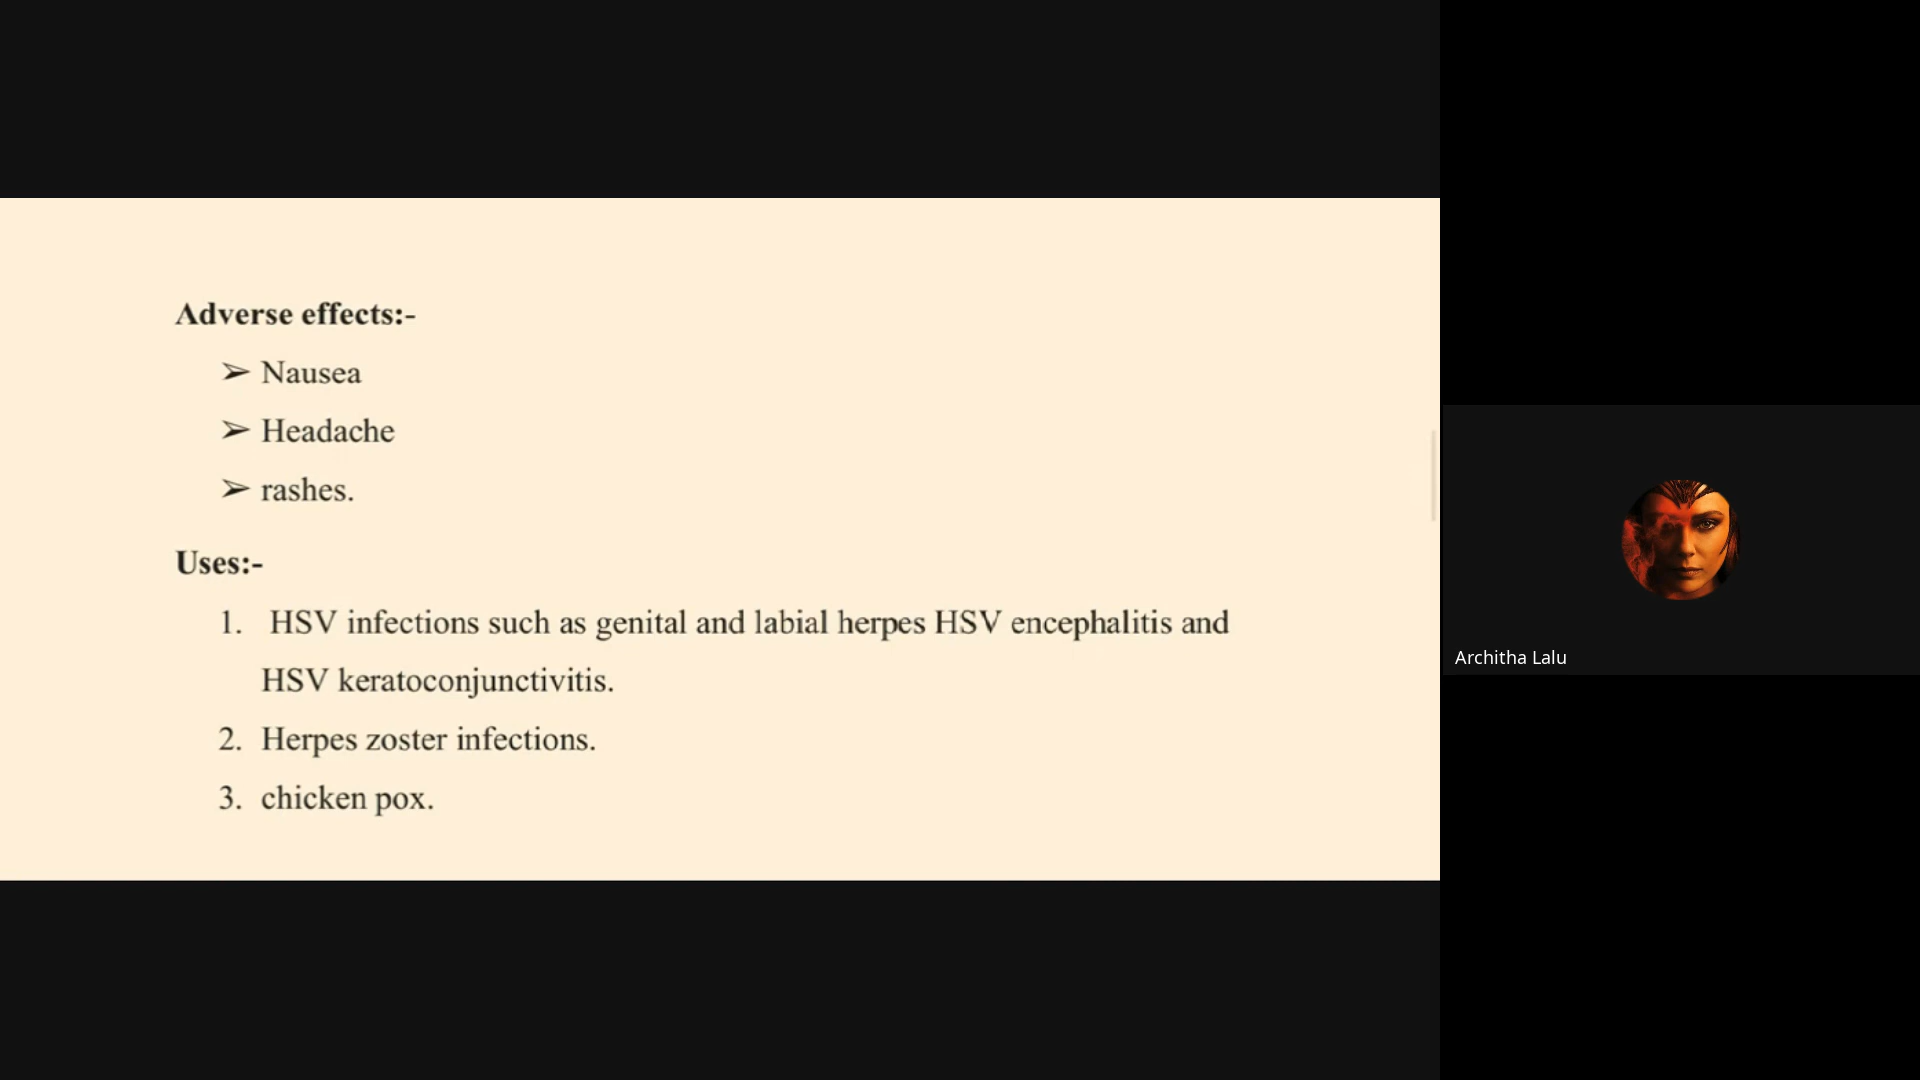 Adverse effects:-
➢ Nausea
➢ Headache
➢ rashes.
Uses:-
1. HSV infections such as genital and labial herpes HSV encephalitis and
HSV keratoconjunctivitis.
2. Herpes zoster infections.
3. chicken pox.
Architha Lalu